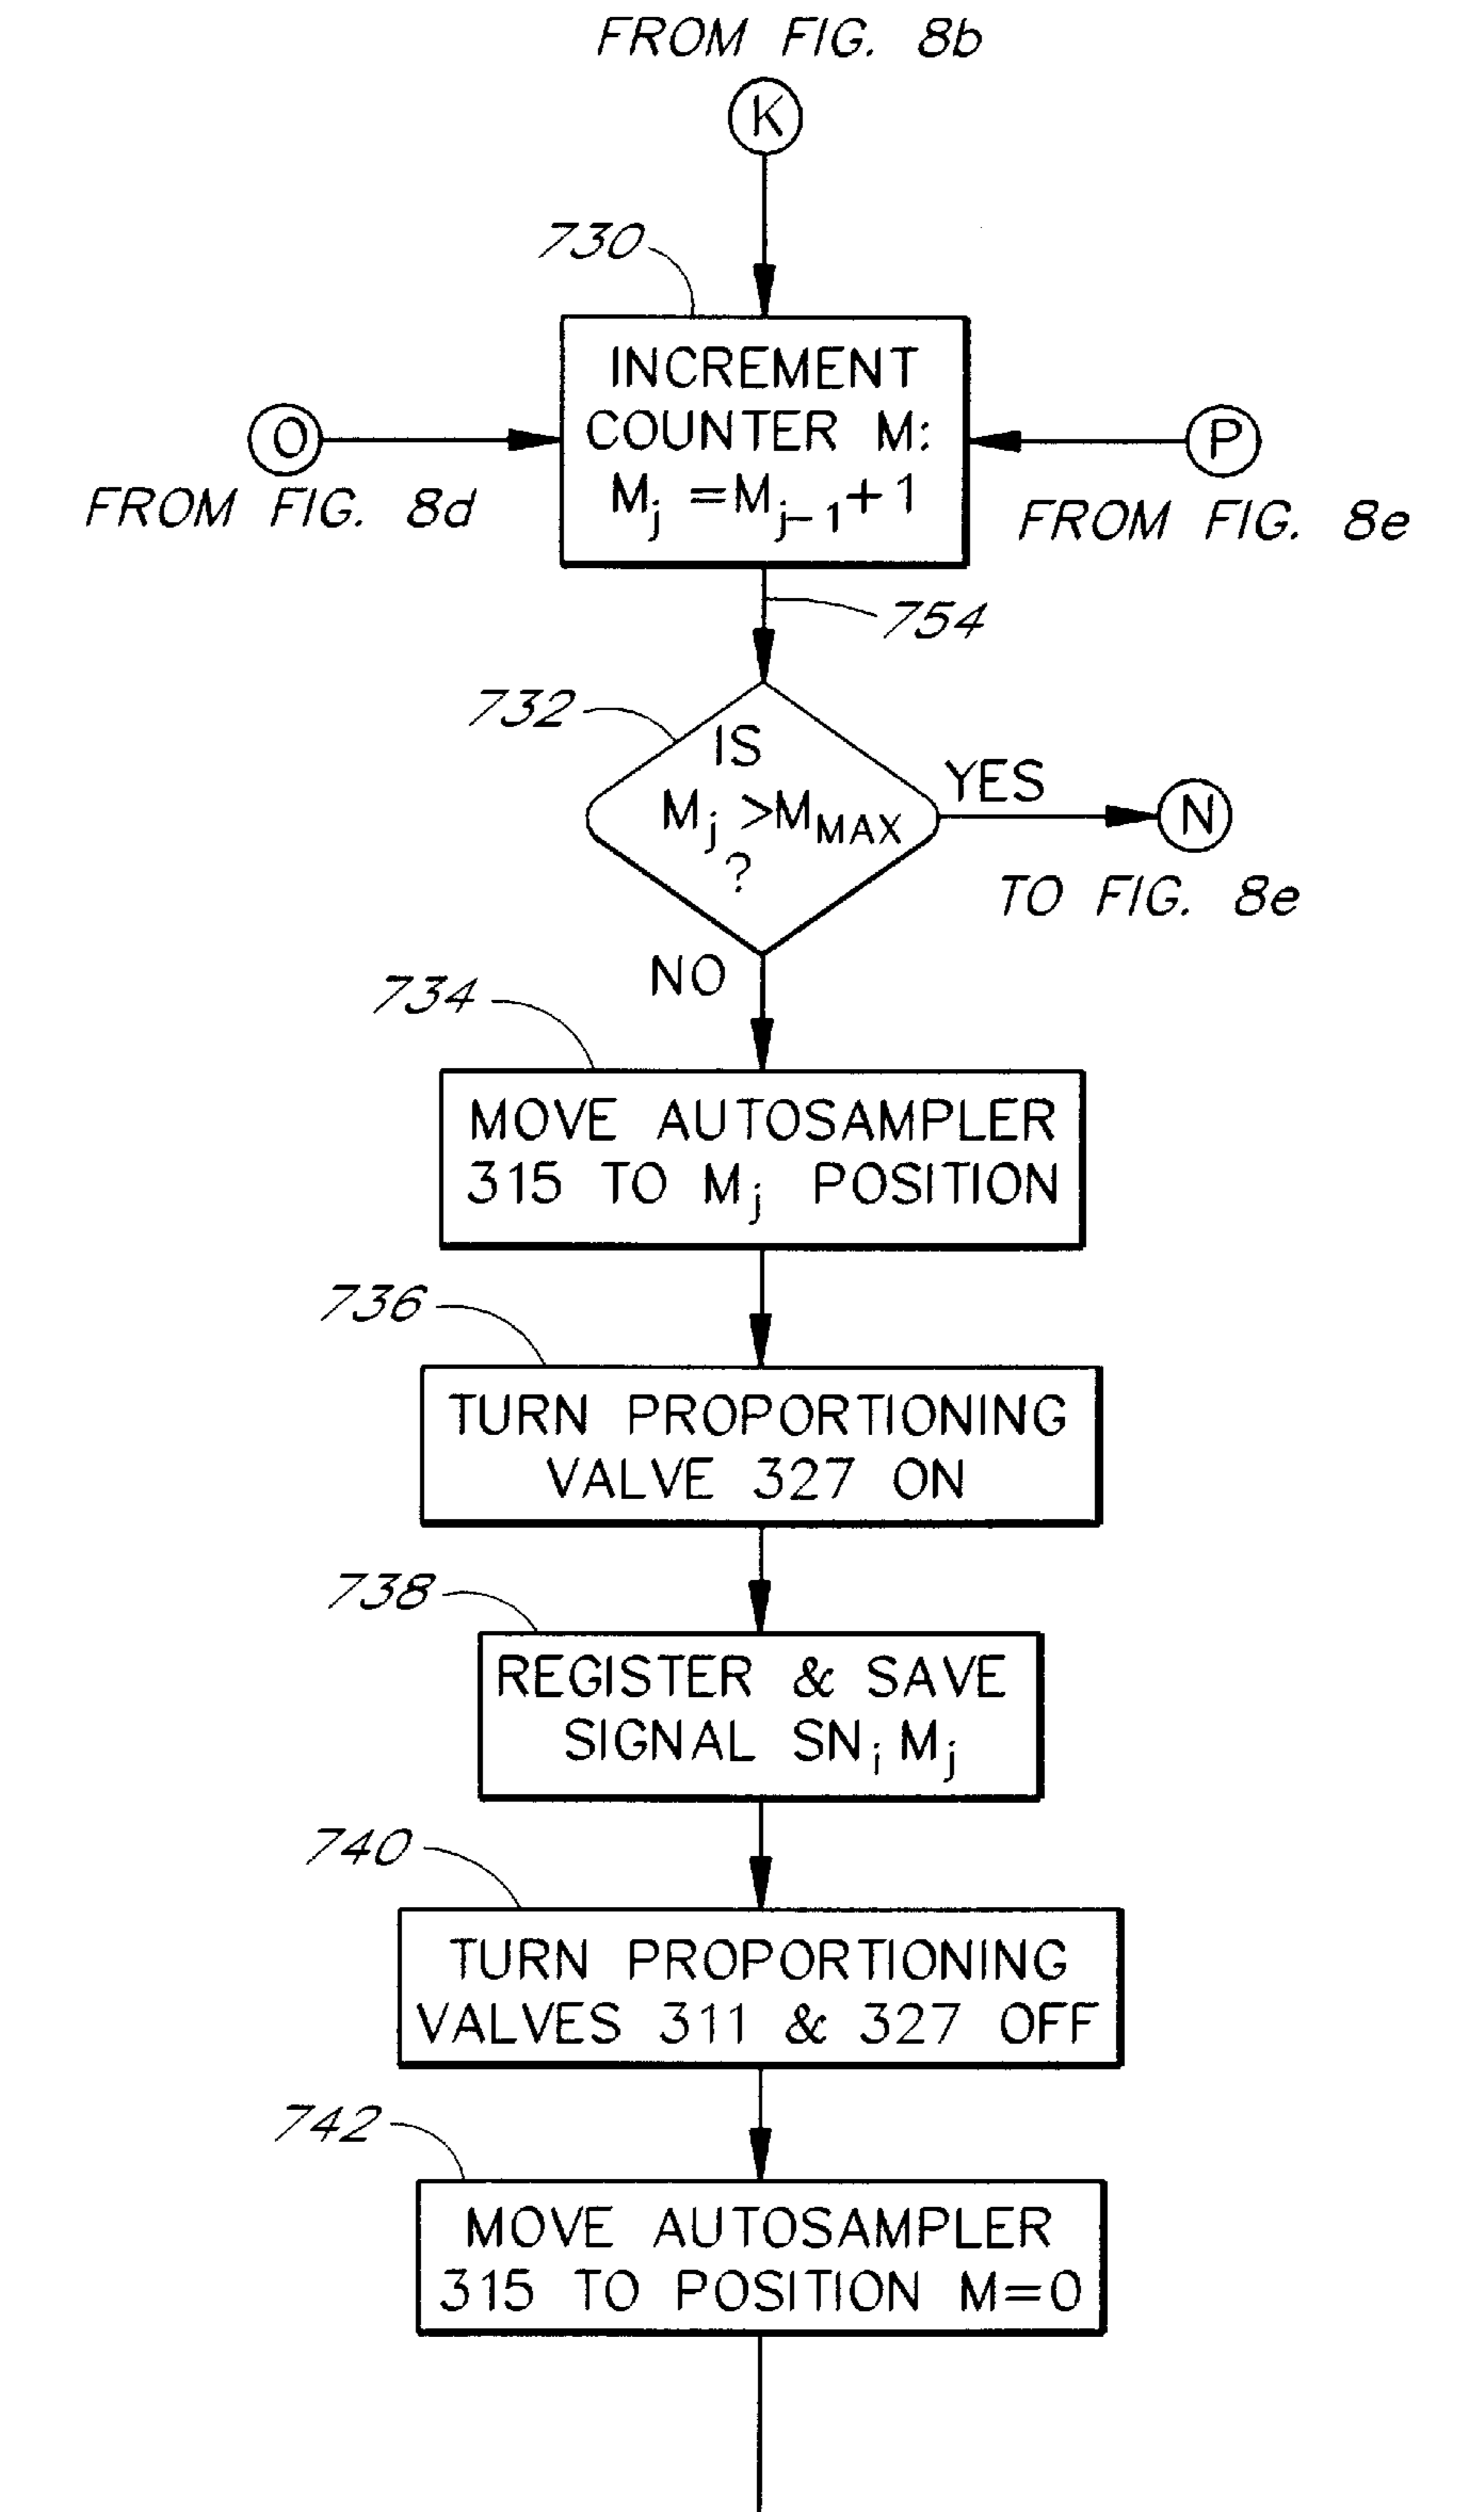 FROM FIG. 8b
K
730
INCREMENT
COUNTER M:
Mj =Mj-1+1
O
FROM FIG. 8d
P
FROM FIG. 8e
754
732
IS
Mj >MMAX
?
YES
N
TO FIG. 8e
NO
734
MOVE AUTOSAMPLER
315 TO Mj POSITION
736
TURN PROPORTIONING
VALVE 327 ON
738
REGISTER & SAVE
SIGNAL SNiMj
740
TURN PROPORTIONING
VALVES 311 & 327 OFF
742
MOVE AUTOSAMPLER
315 TO POSITION M=0